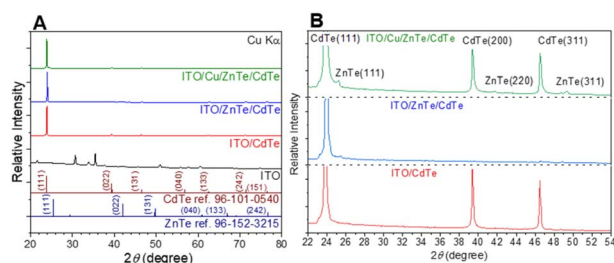 A
Cu Kα
ITO/Cu/ZnTe/CdTe
ITO/ZnTe/CdTe
ITO/CdTe
ITO
(111)
(022)
(131)
(040)
(133)
(242)
(151)
CdTe ref. 96-101-0540
(111)
(022)
(131)
(040)
(133)
(242)
ZnTe ref. 96-152-3215
Relative Intensity
20 30 40 50 60 70 80
2θ (degree)
B
ITO/Cu/ZnTe/CdTe
CdTe(111)
CdTe(200)
CdTe(311)
ZnTe(111)
ZnTe(220)
ZnTe(311)
ITO/ZnTe/CdTe
ITO/CdTe
Relative Intensity
22 24 26 28 30 32 34 36 38 40 42 44 46 48 50 52 54
2θ(degree)